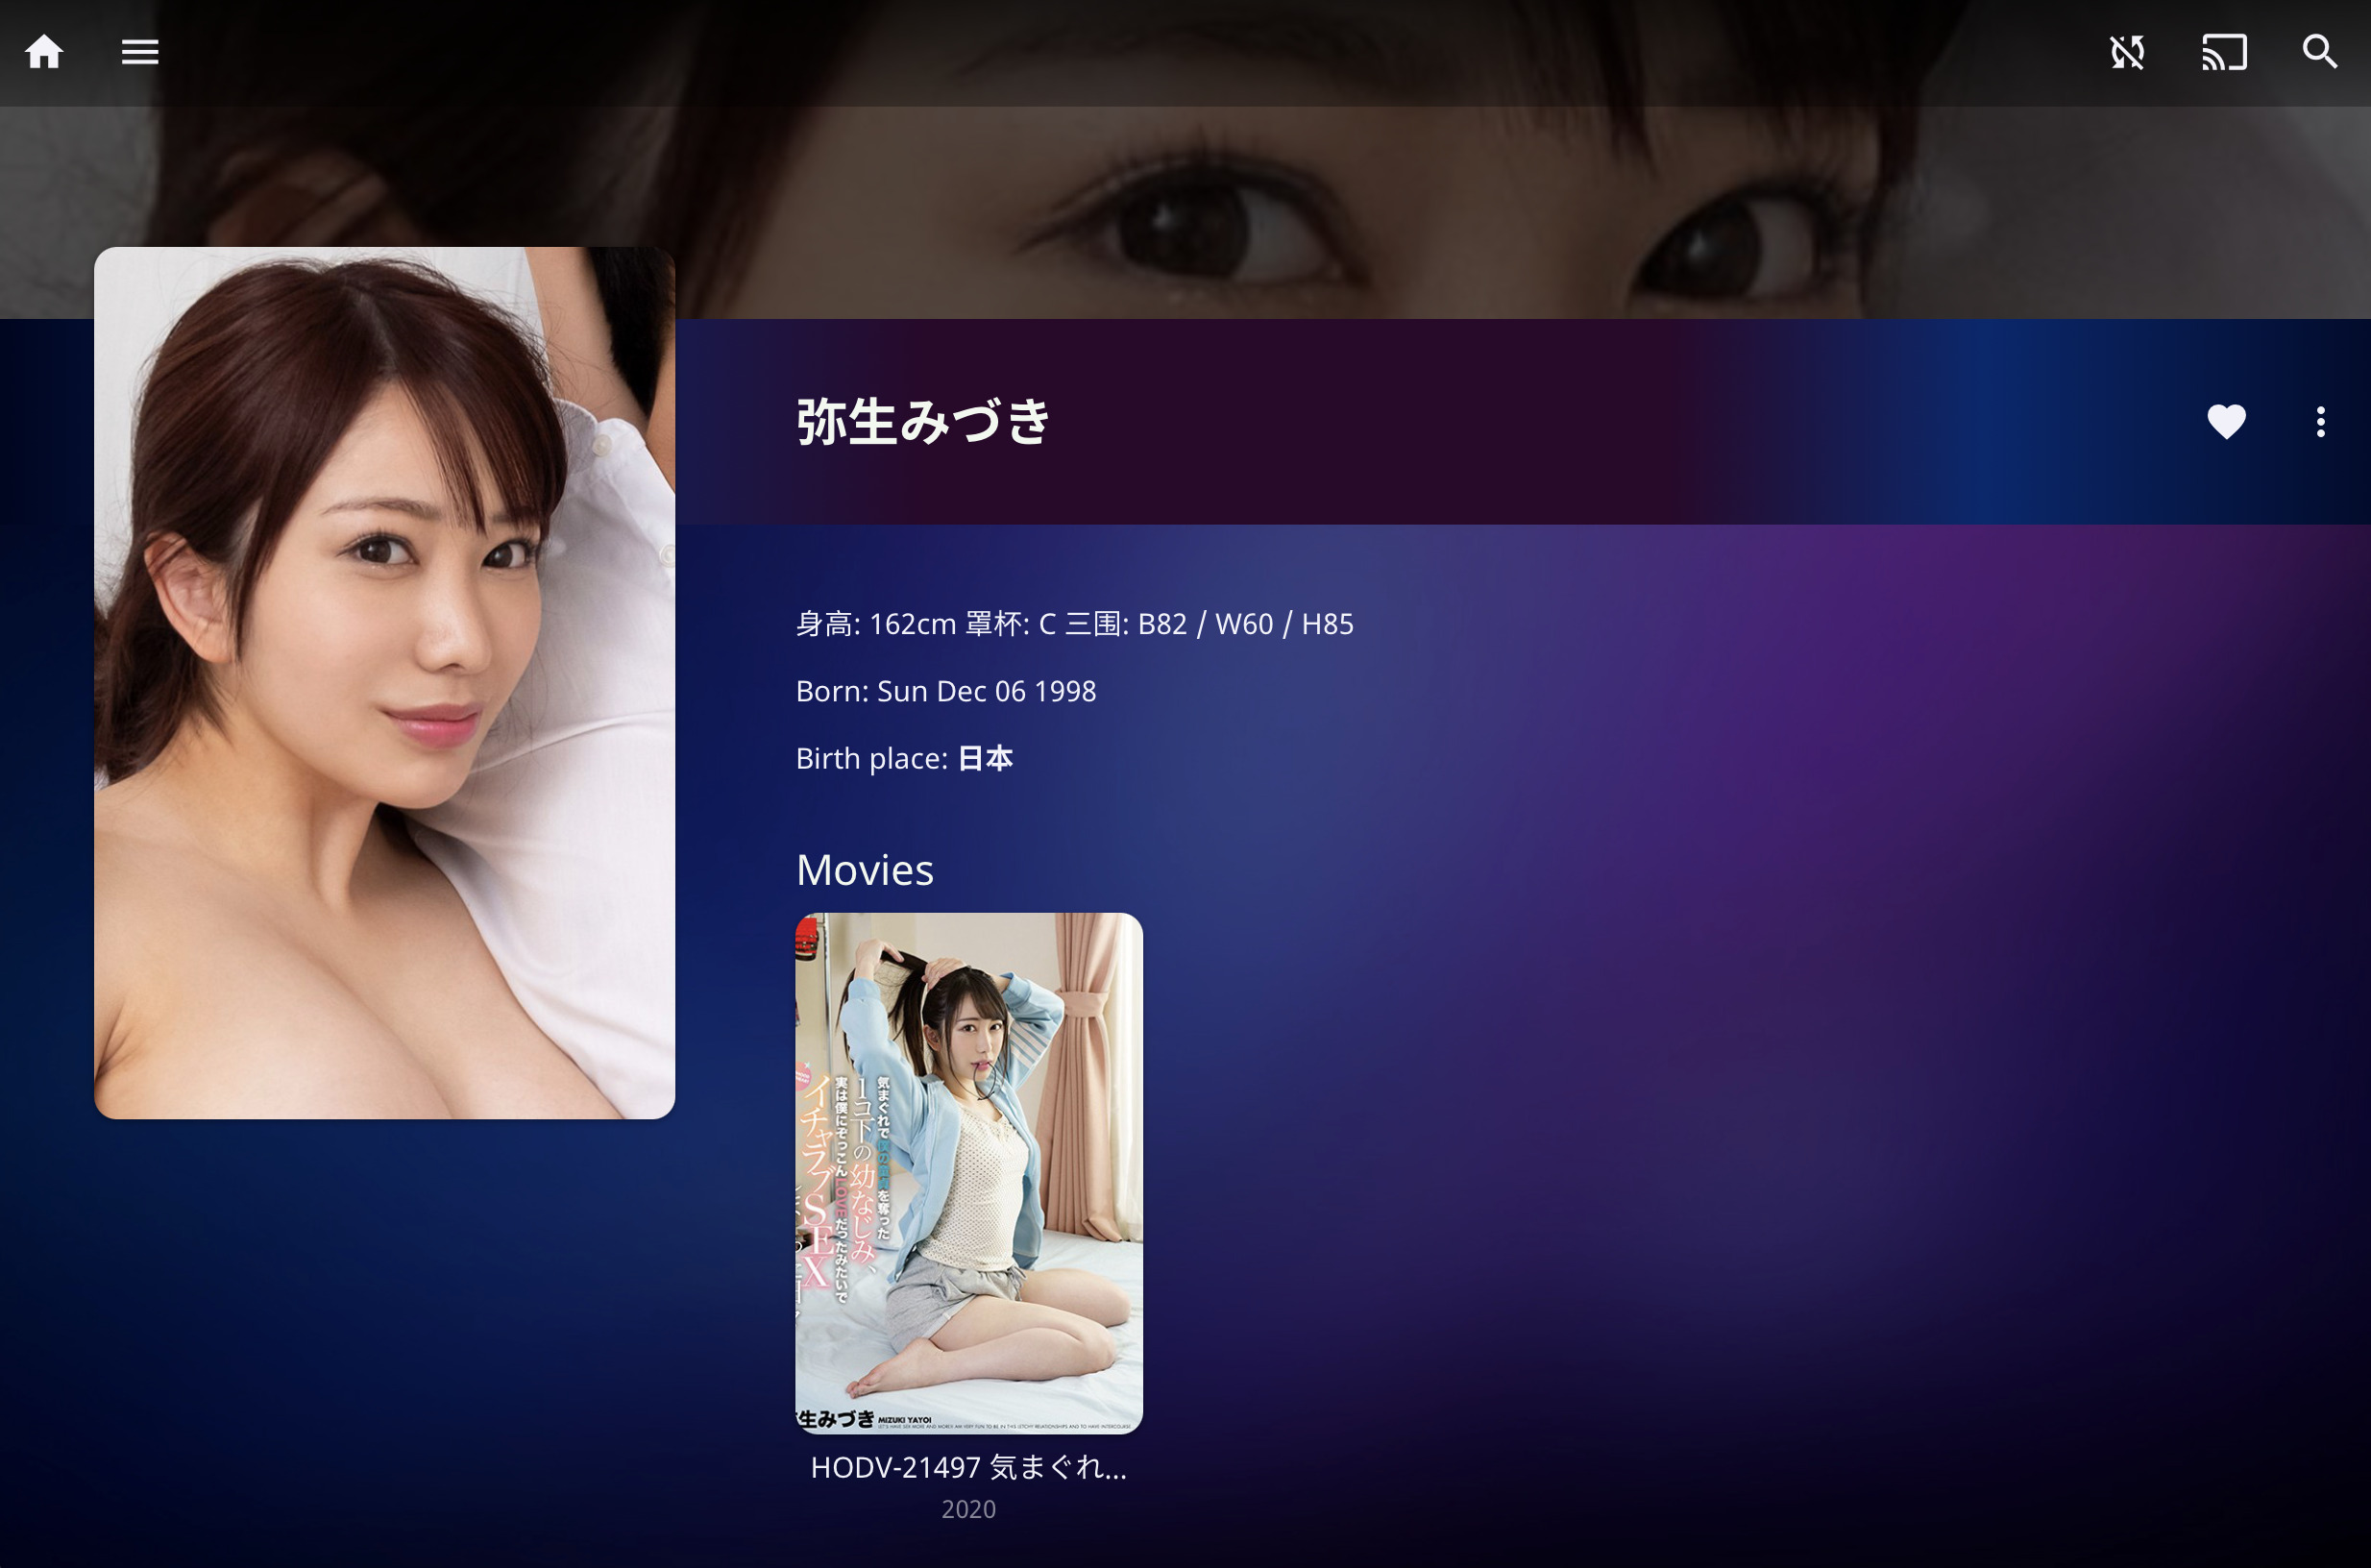 弥生みづき
身高: 162cm 罩杯: C 三围: B82 / W60 / H85
Born: Sun Dec 06 1998
Birth place: 日本
Movies
気まぐれで僕の童貞を奪った
1コ下の幼なじみ、
実は僕にぞっこんLOVEだったみたいで
イチャラブSEX
生みづき MIZUKI YAYOI
HODV-21497 気まぐれ...
2020